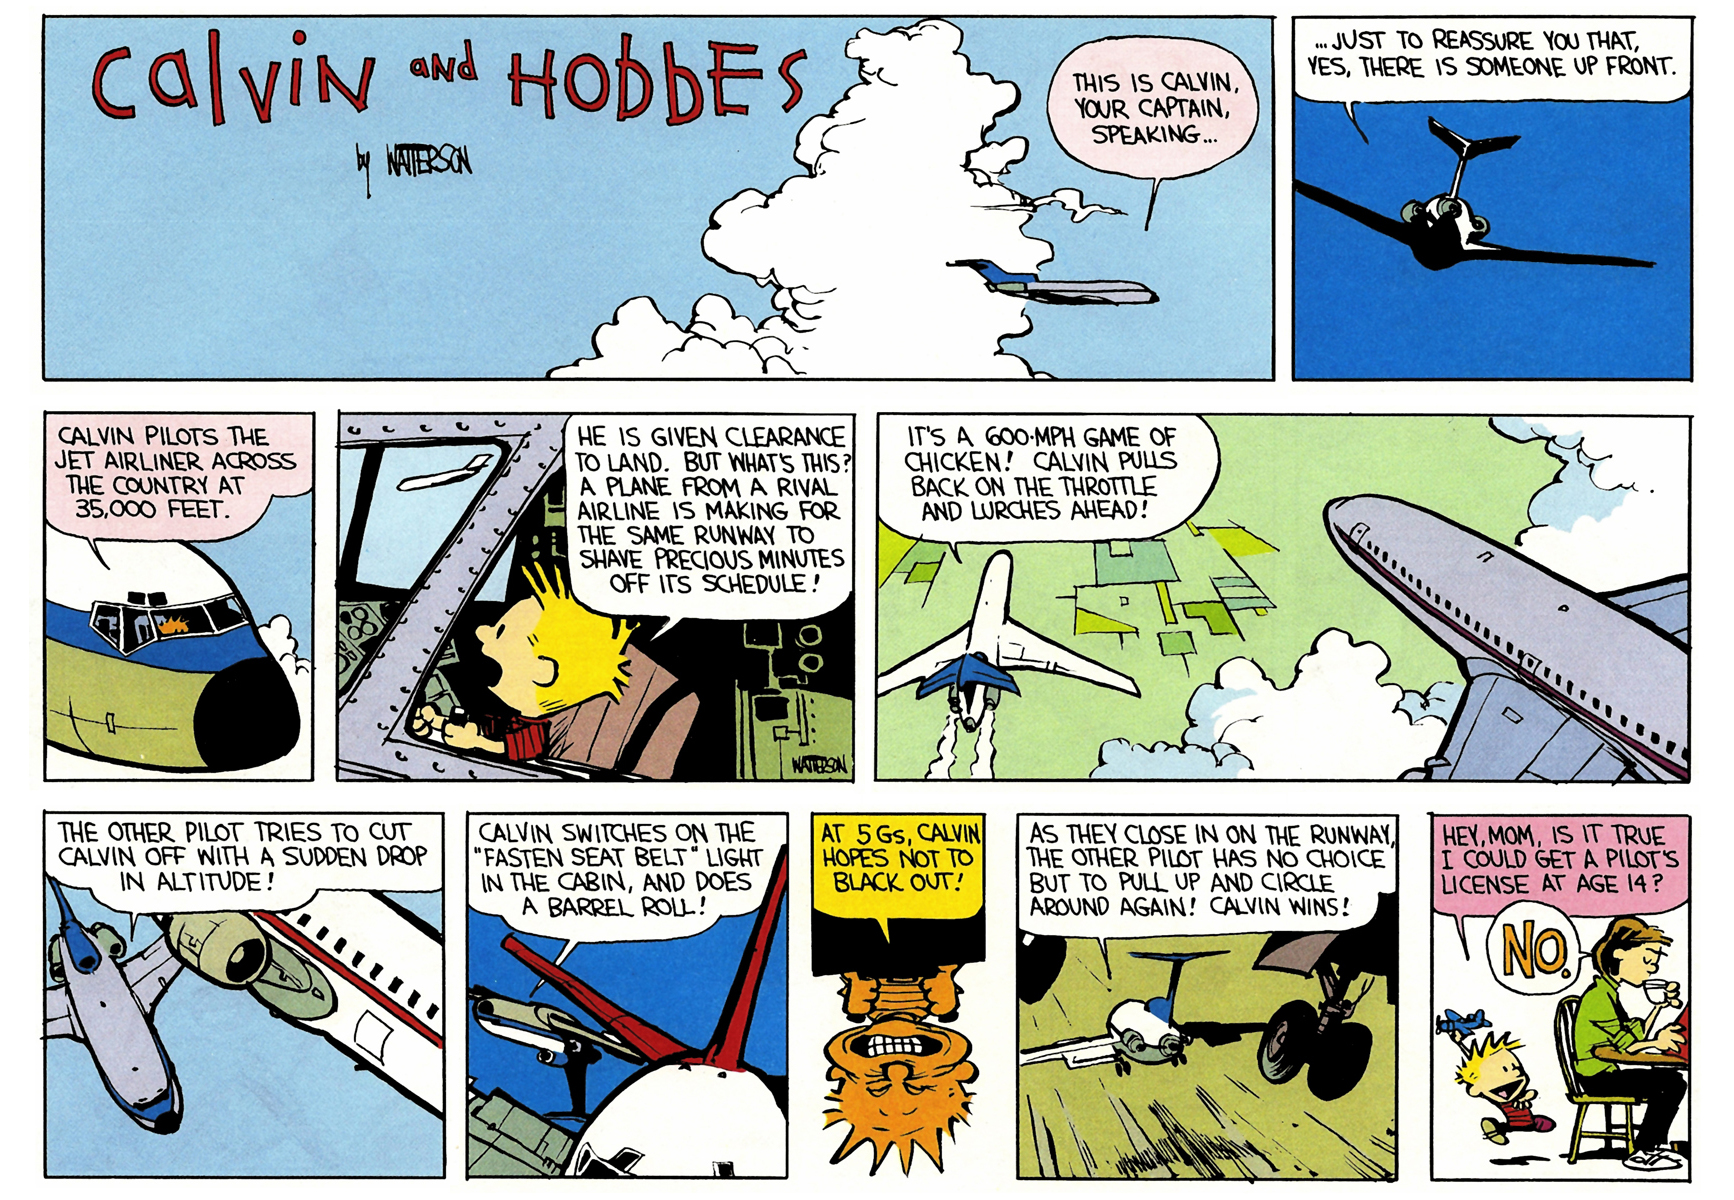 CALVIN AND HOBBES
by WATTERSON
THIS IS CALVIN,
YOUR CAPTAIN,
SPEAKING...
...JUST TO REASSURE YOU THAT,
YES, THERE IS SOMEONE UP FRONT.
CALVIN PILOTS THE
JET AIRLINER ACROSS
THE COUNTRY AT
35,000 FEET.
HE IS GIVEN CLEARANCE
TO LAND. BUT WHAT'S THIS?
A PLANE FROM A RIVAL
AIRLINE IS MAKING FOR
THE SAME RUNWAY TO
SHAVE PRECIOUS MINUTES
OFF ITS SCHEDULE!
WATTERSON
IT'S A 600-MPH GAME OF
CHICKEN! CALVIN PULLS
BACK ON THE THROTTLE
AND LURCHES AHEAD!
THE OTHER PILOT TRIES TO CUT
CALVIN OFF WITH A SUDDEN DROP
IN ALTITUDE!
CALVIN SWITCHES ON THE
"FASTEN SEAT BELT" LIGHT
IN THE CABIN, AND DOES
A BARREL ROLL!
AT 5 Gs, CALVIN
HOPES NOT TO
BLACK OUT!
AS THEY CLOSE IN ON THE RUNWAY,
THE OTHER PILOT HAS NO CHOICE
BUT TO PULL UP AND CIRCLE
AROUND AGAIN! CALVIN WINS!
HEY, MOM, IS IT TRUE
I COULD GET A PILOT'S
LICENSE AT AGE 14?
NO.